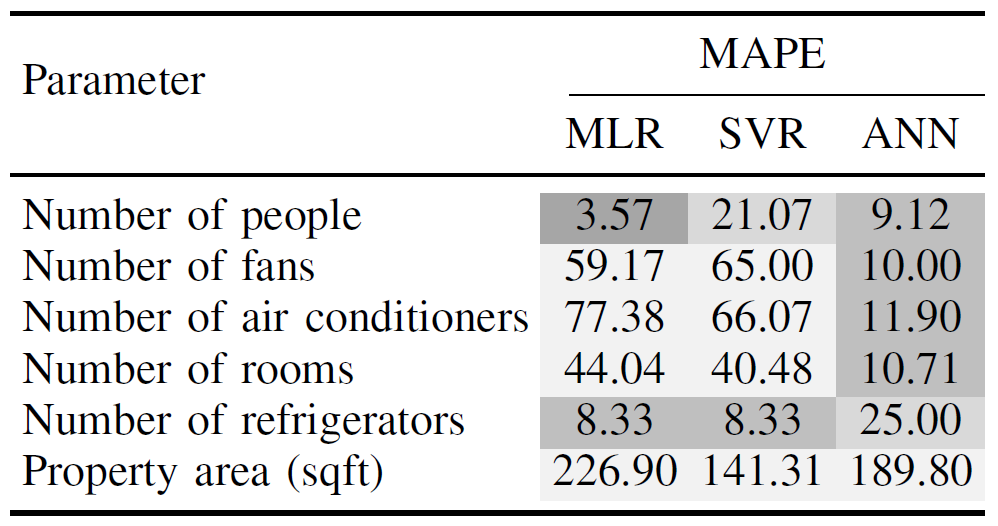 Parameter MAPE
MLR SVR ANN
Number of people 3.57 21.07 9.12
Number of fans 59.17 65.00 10.00
Number of air conditioners 77.38 66.07 11.90
Number of rooms 44.04 40.48 10.71
Number of refrigerators 8.33 8.33 25.00
Property area (sqft) 226.90 141.31 189.80